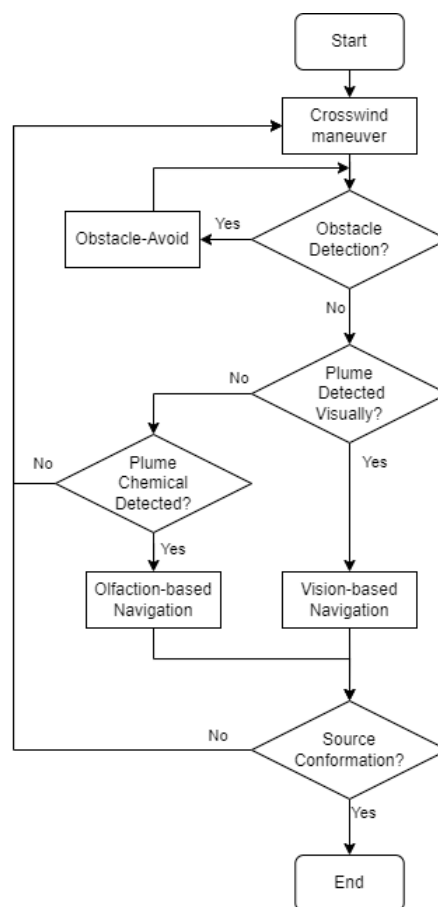 Start
Crosswind
maneuver
Obstacle-Avoid
Yes
Obstacle
Detection?
No
Plume
Detected
Visually?
No
Yes
Plume
Chemical
Detected?
No
Yes
Olfaction-based
Navigation
Vision-based
Navigation
Source
Conformation?
No
Yes
End